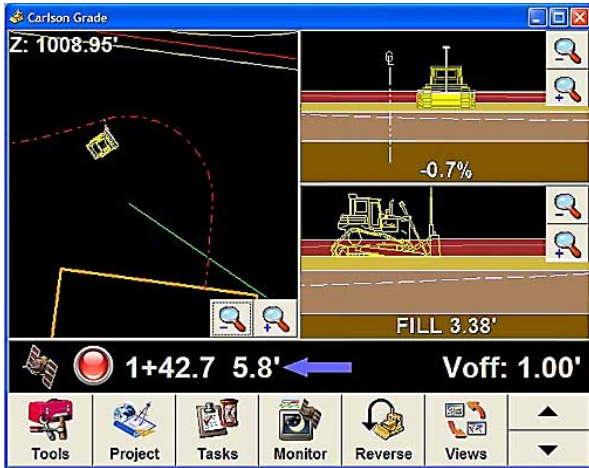 Carlson Grade
Z: 1008.95'
℄
-0.7%
FILL 3.38'
1+42.7 5.8'
Voff: 1.00'
Tools
Project
Tasks
Monitor
Reverse
Views